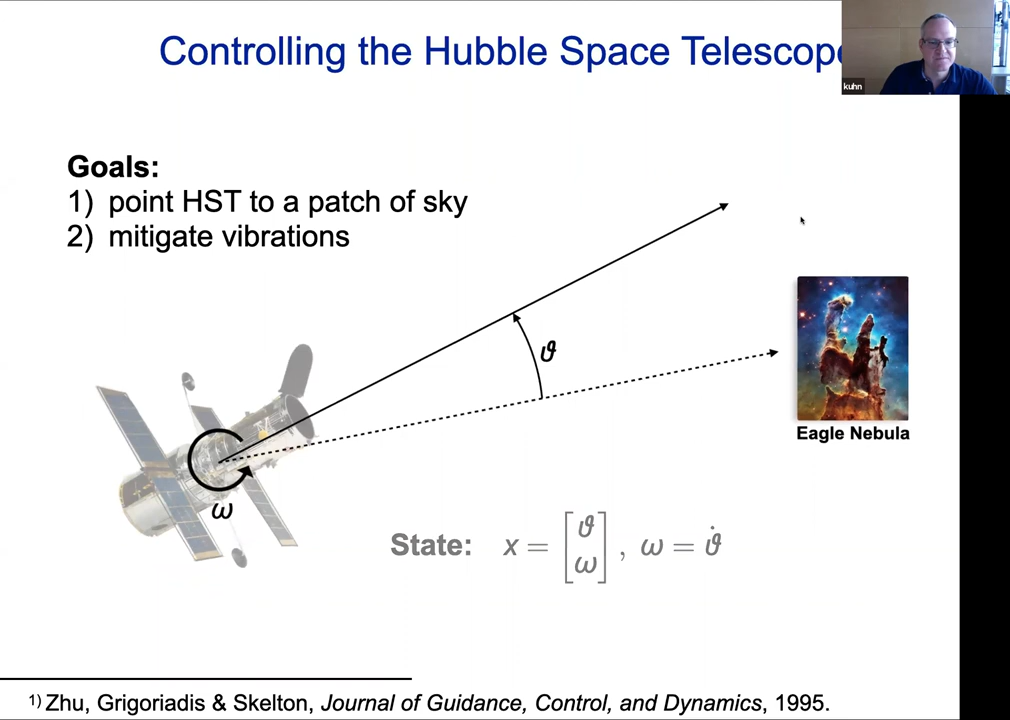 Controlling the Hubble Space Telescope
kuhn
Goals:
1) point HST to a patch of sky
2) mitigate vibrations
ϑ
Eagle Nebula
ω
State: x = [ϑ ω], ω = ϑ̇
1) Zhu, Grigoriadis & Skelton, Journal of Guidance, Control, and Dynamics, 1995.